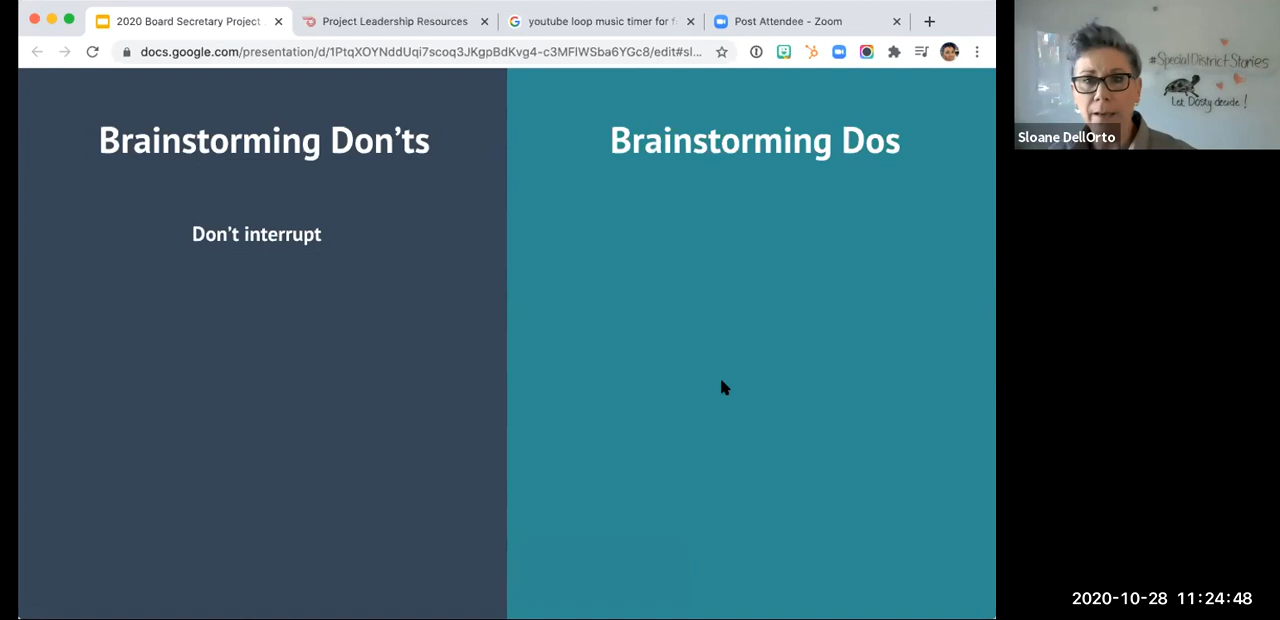 2020 Board Secretary Project
Project Leadership Resources
youtube loop music timer for f
Post Attendee - Zoom
docs.google.com/presentation/d/1PtqXOYNddUqi7scoq3JKgpBdKvg4-c3MFlWSba6YGc8/edit#sl...
Brainstorming Don'ts
Brainstorming Dos
Don't interrupt
#SpecialDistrictStories
Let Dusty decide!
Sloane DellOrto
2020-10-28 11:24:48